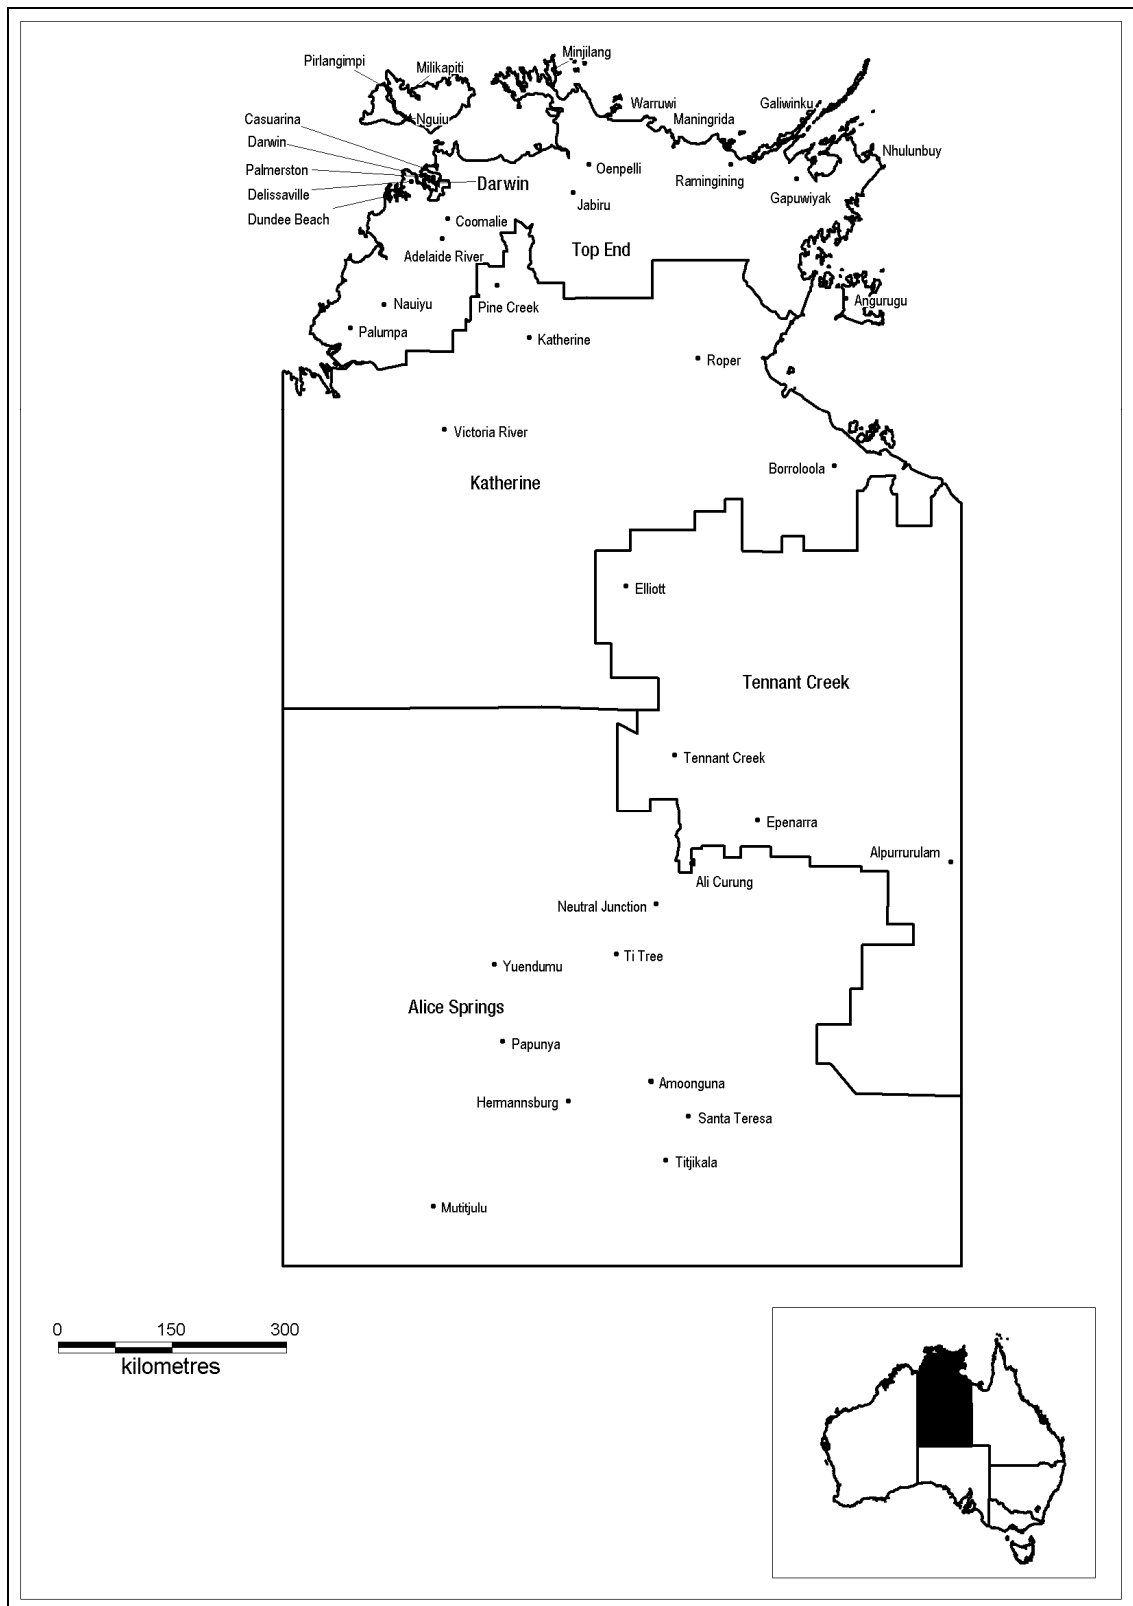 Minjilang
Pirlangimpi
Milikapiti
Warruwi
Galiwinku
Nguiu
Maningrida
Casuarina
Darwin
Nhulunbuy
Palmerston
Oenpelli
Ramingining
Darwin
Delissaville
Gapuwiyak
Jabiru
Dundee Beach
Coomalie
Top End
Adelaide River
Angurugu
Nauiyu
Pine Creek
Palumpa
Katherine
Roper
Victoria River
Borroloola
Katherine
Elliott
Tennant Creek
Tennant Creek
Epenarra
Alpurrurulam
Ali Curung
Neutral Junction
Ti Tree
Yuendumu
Alice Springs
Papunya
Amoonguna
Hermannsburg
Santa Teresa
Titjikala
Mutitjulu
0 150 300
kilometres